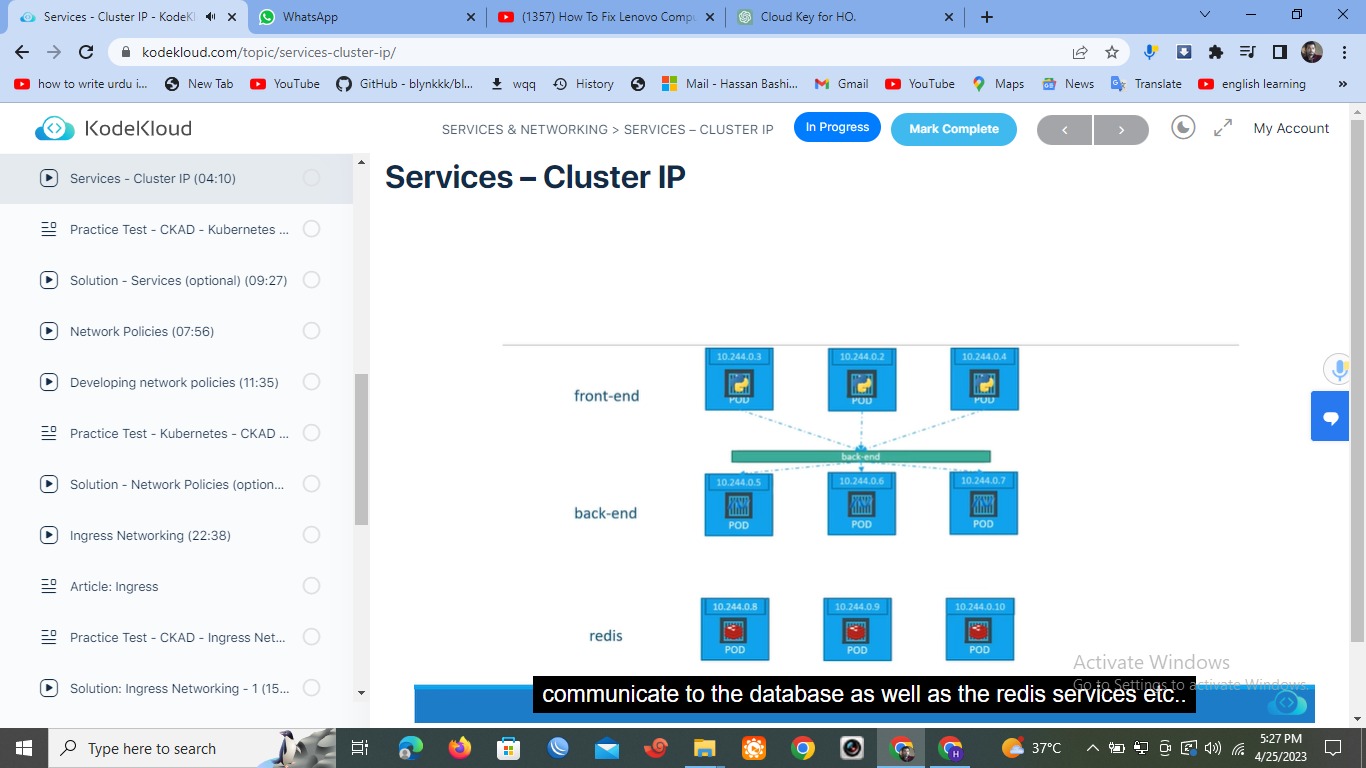 Services - Cluster IP - KodeKl
WhatsApp
(1357) How To Fix Lenovo Compu
Cloud Key for HO.
kodekloud.com/topic/services-cluster-ip/
how to write urdu i...
New Tab
YouTube
GitHub - blynkkk/bl...
wqq
History
Mail - Hassan Bashi...
Gmail
YouTube
Maps
News
Translate
english learning
»
KodeKloud
SERVICES & NETWORKING > SERVICES – CLUSTER IP
In Progress
Mark Complete
My Account
Services - Cluster IP (04:10)
Practice Test - CKAD - Kubernetes ...
Solution - Services (optional) (09:27)
Network Policies (07:56)
Developing network policies (11:35)
Practice Test - Kubernetes - CKAD ...
Solution - Network Policies (option...
Ingress Networking (22:38)
Article: Ingress
Practice Test - CKAD - Ingress Net...
Solution: Ingress Networking - 1 (15...
Services – Cluster IP
10.244.0.3
10.244.0.2
10.244.0.4
front-end
POD
POD
POD
back-end
10.244.0.5
10.244.0.6
10.244.0.7
back-end
POD
POD
POD
10.244.0.8
10.244.0.9
10.244.0.10
redis
POD
POD
POD
Activate Windows
Go to Settings to activate Windows.
communicate to the database as well as the redis services etc..
Type here to search
37°C
5:27 PM
4/25/2023